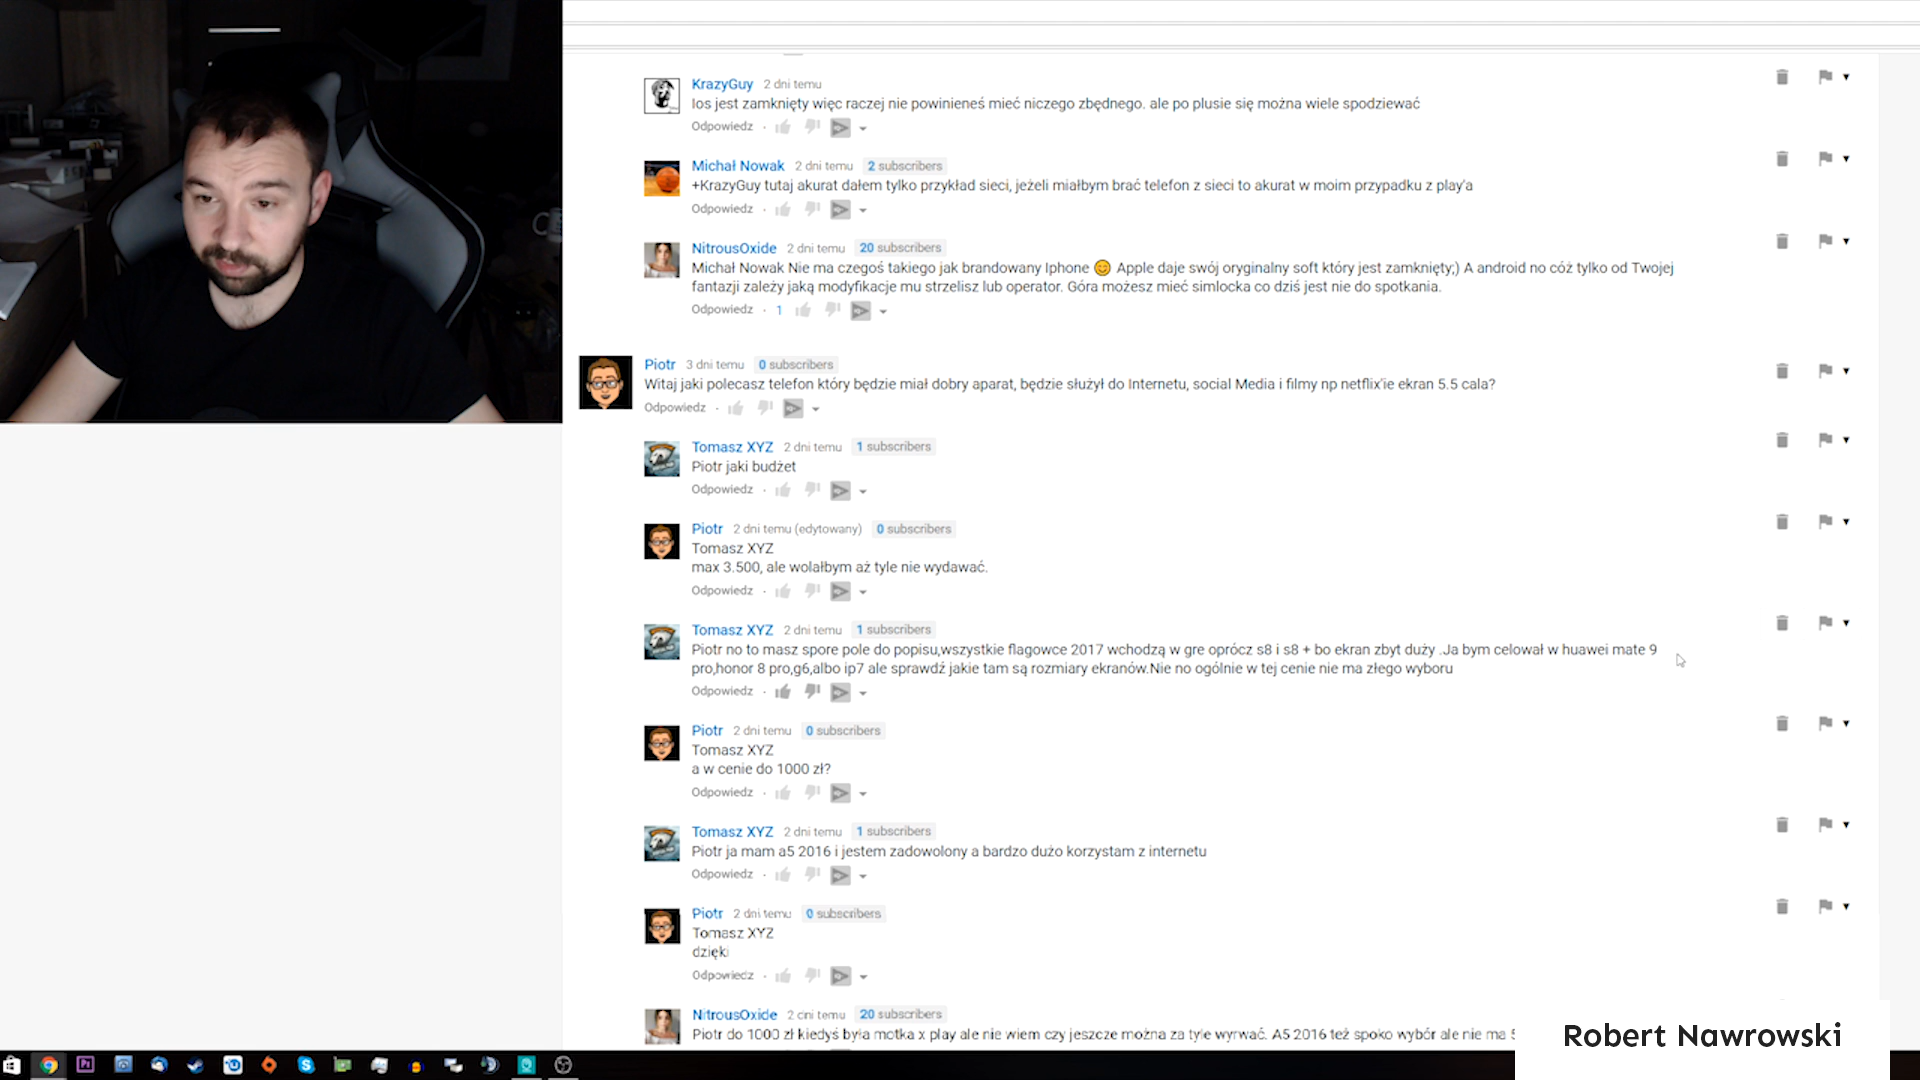 KrazyGuy 2 dni temu
Ios jest zamknięty więc raczej nie powinieneś mieć niczego zbędnego. ale po plusie się można wiele spodziewać
Odpowiedz
Michał Nowak 2 dni temu 2 subscribers
+KrazyGuy tutaj akurat dałem tylko przykład sieci, jeżeli miałbym brać telefon z sieci to akurat w moim przypadku z play'a
Odpowiedz
NitrousOxide 2 dni temu 20 subscribers
Michał Nowak Nie ma czegoś takiego jak brandowany Iphone 😊 Apple daje swój oryginalny soft który jest zamknięty;) A android no cóż tylko od Twojej
fantazji zależy jaką modyfikacje mu strzelisz lub operator. Góra możesz mieć simlocka co dziś jest nie do spotkania.
Odpowiedz · 1
Piotr 3 dni temu 0 subscribers
Witaj jaki polecasz telefon który będzie miał dobry aparat, będzie służył do Internetu, social Media i filmy np netflix'ie ekran 5.5 cala?
Odpowiedz
Tomasz XYZ 2 dni temu 1 subscribers
Piotr jaki budżet
Odpowiedz
Piotr 2 dni temu (edytowany) 0 subscribers
Tomasz XYZ
max 3.500, ale wolałbym aż tyle nie wydawać.
Odpowiedz
Tomasz XYZ 2 dni temu 1 subscribers
Piotr no to masz spore pole do popisu,wszystkie flagowce 2017 wchodzą w gre oprócz s8 i s8 + bo ekran zbyt duży .Ja bym celował w huawei mate 9
pro,honor 8 pro,g6,albo ip7 ale sprawdź jakie tam są rozmiary ekranów.Nie no ogólnie w tej cenie nie ma złego wyboru
Odpowiedz
Piotr 2 dni temu 0 subscribers
Tomasz XYZ
a w cenie do 1000 zł?
Odpowiedz
Tomasz XYZ 2 dni temu 1 subscribers
Piotr ja mam a5 2016 i jestem zadowolony a bardzo dużo korzystam z internetu
Odpowiedz
Piotr 2 dni temu 0 subscribers
Tomasz XYZ
dzięki
Odpowiedz
NitrousOxide 2 dni temu 20 subscribers
Piotr do 1000 zł kiedyś była motka x play ale nie wiem czy jeszcze można za tyle wyrwać. A5 2016 też spoko wybór ale nie ma 5
Robert Nawrowski